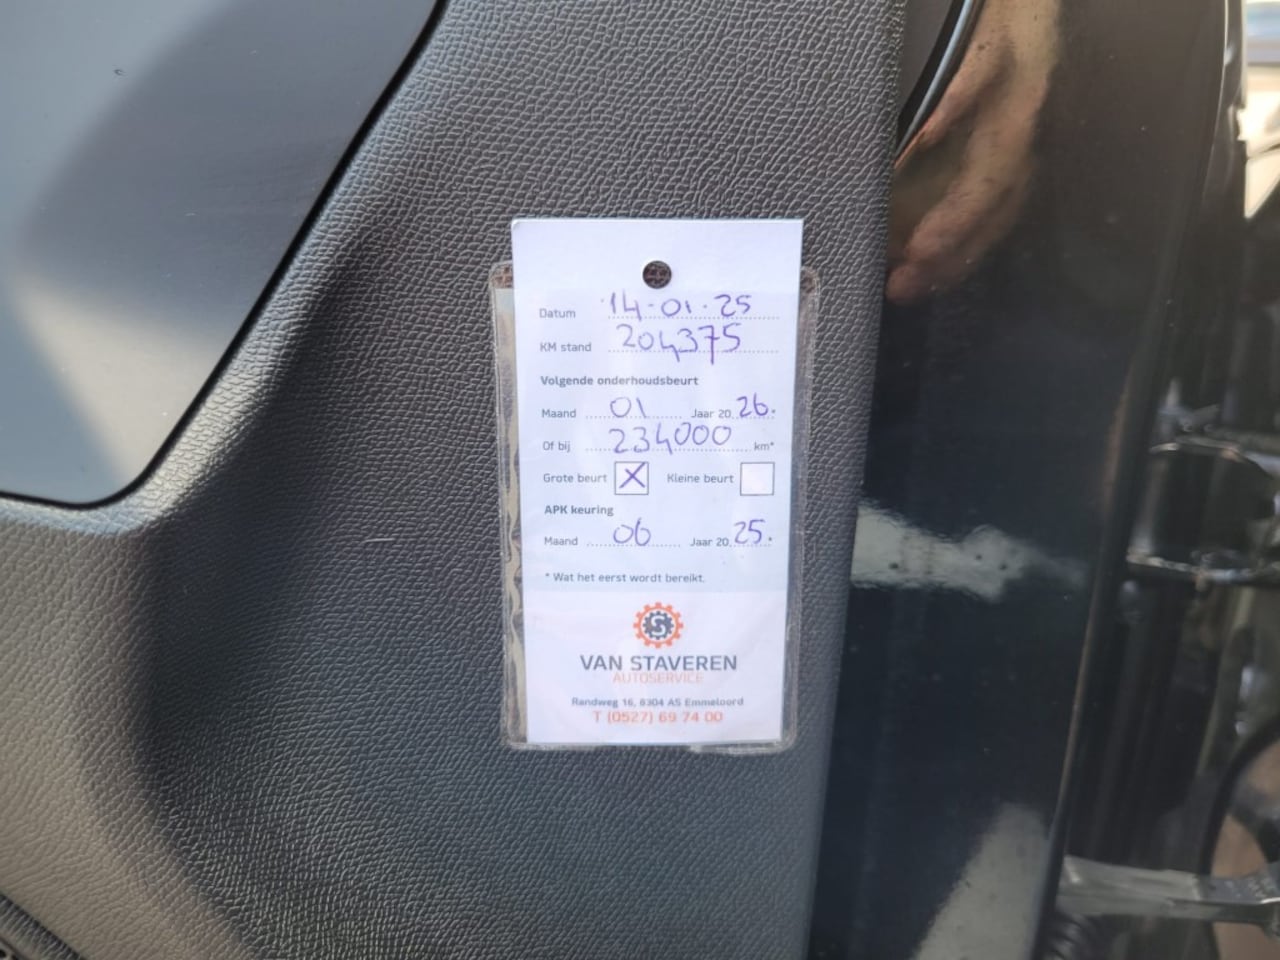 Datum 14-01-25
KM stand 204375
Volgende onderhoudsbeurt
Maand 01 Jaar 20 26.
Of bij 234000 km*
Grote beurt X Kleine beurt
APK keuring
Maand 06 Jaar 20 25.
* Wat het eerst wordt bereikt.
S
VAN STAVEREN
AUTOSERVICE
Randweg 16, 8304 AS Emmeloord
T (0527) 69 74 00